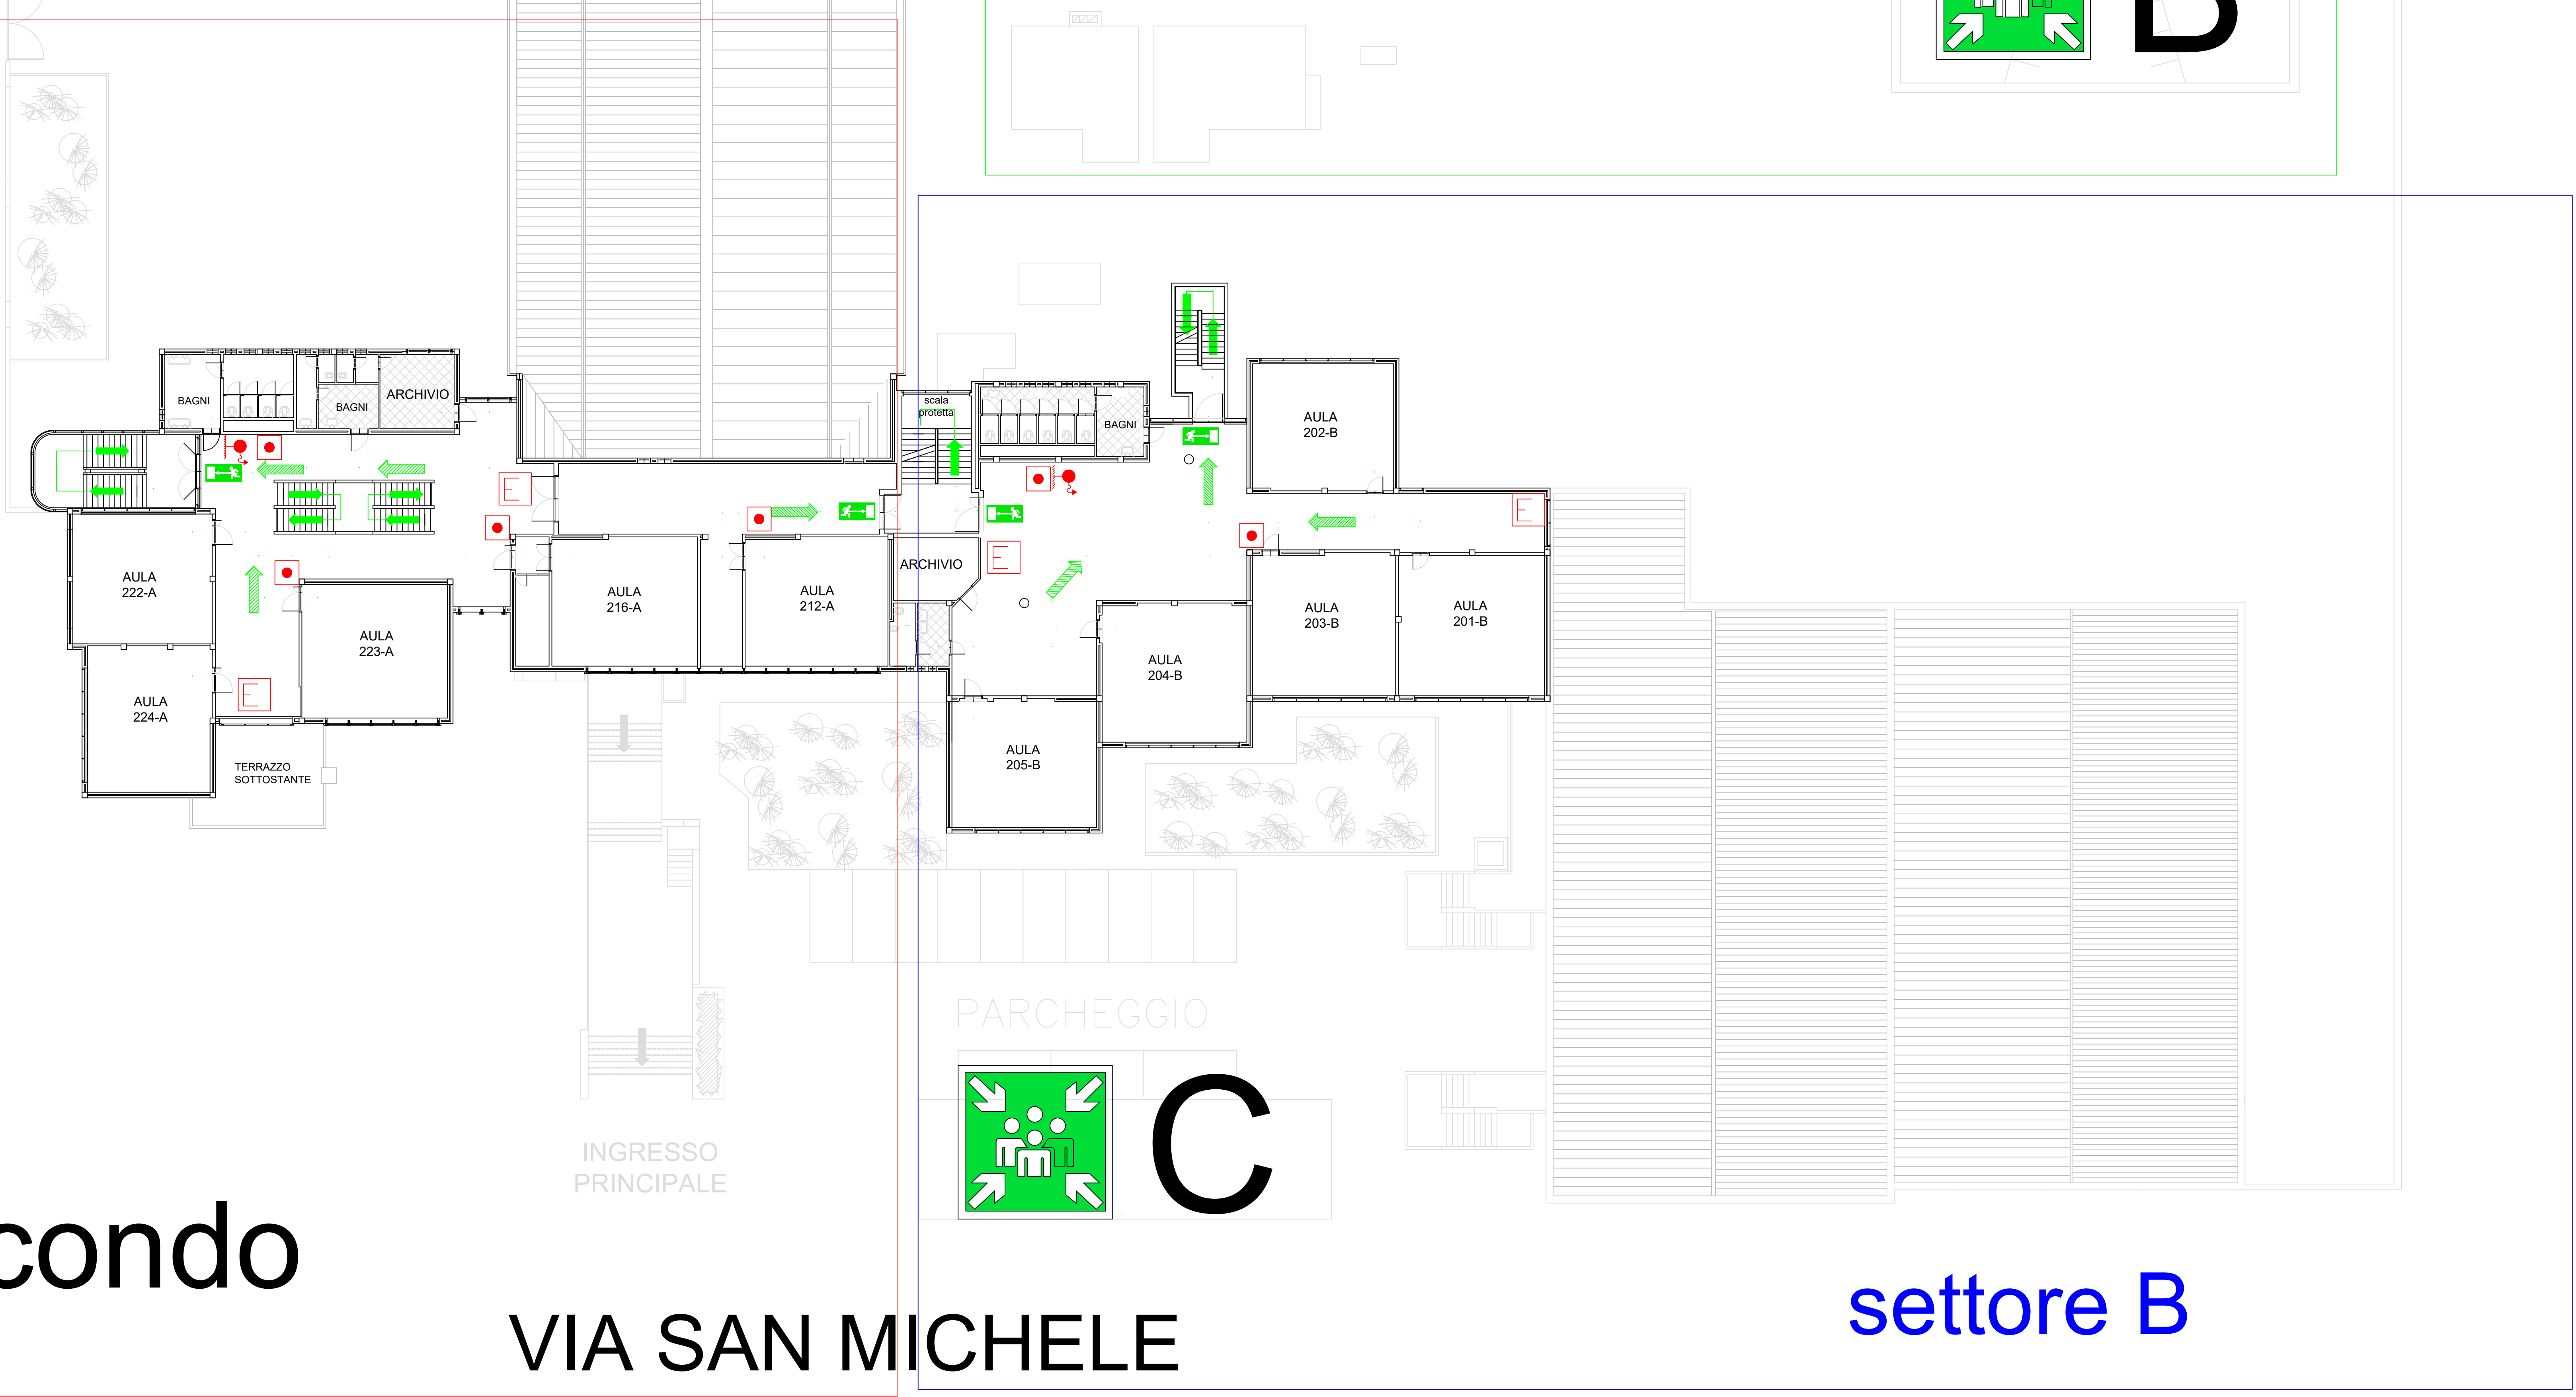 B
BAGNI
BAGNI
ARCHIVIO
scala
protetta
BAGNI
AULA
202-B
E
E
E
ARCHIVIO
AULA
222-A
AULA
216-A
AULA
212-A
AULA
203-B
AULA
201-B
AULA
223-A
AULA
204-B
E
AULA
224-A
AULA
205-B
TERRAZZO
SOTTOSTANTE
PARCHEGGIO
C
INGRESSO
PRINCIPALE
condo
settore B
VIA SAN MICHELE